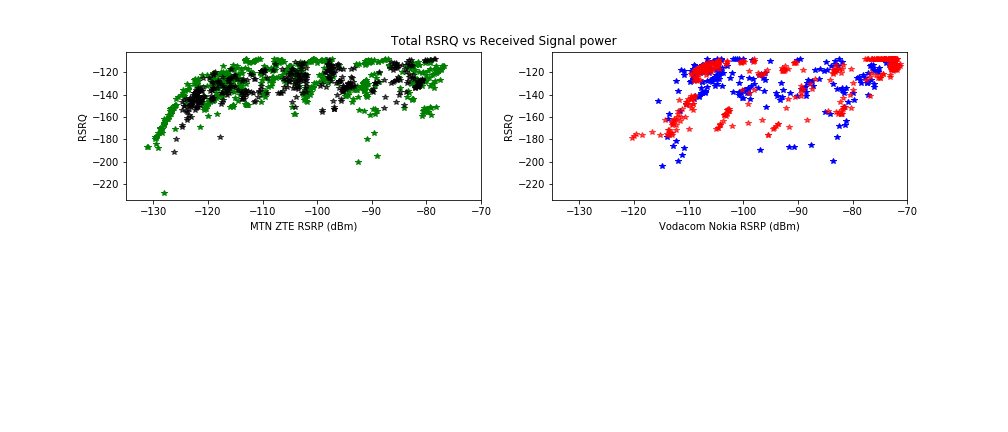 Total RSRQ vs Received Signal power
RSRQ
−120
−140
−160
−180
−200
−220
−130 −120 −110 −100 −90 −80 −70
MTN ZTE RSRP (dBm)
RSRQ
−120
−140
−160
−180
−200
−220
−130 −120 −110 −100 −90 −80 −70
Vodacom Nokia RSRP (dBm)